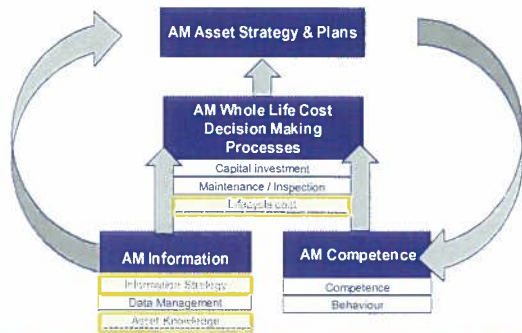 AM Asset Strategy & Plans
AM Whole Life Cost
Decision Making
Processes
Capital investment
Maintenance / Inspection
Lifecycle cost
AM Information
Information Strategy
Data Management
Asset Knowledge
AM Competence
Competence
Behaviour